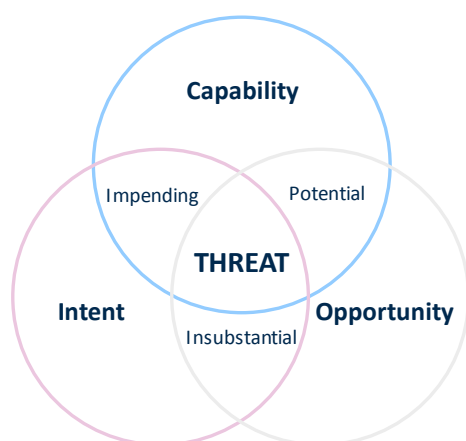 Capability
Impending
Potential
THREAT
Intent
Opportunity
Insubstantial